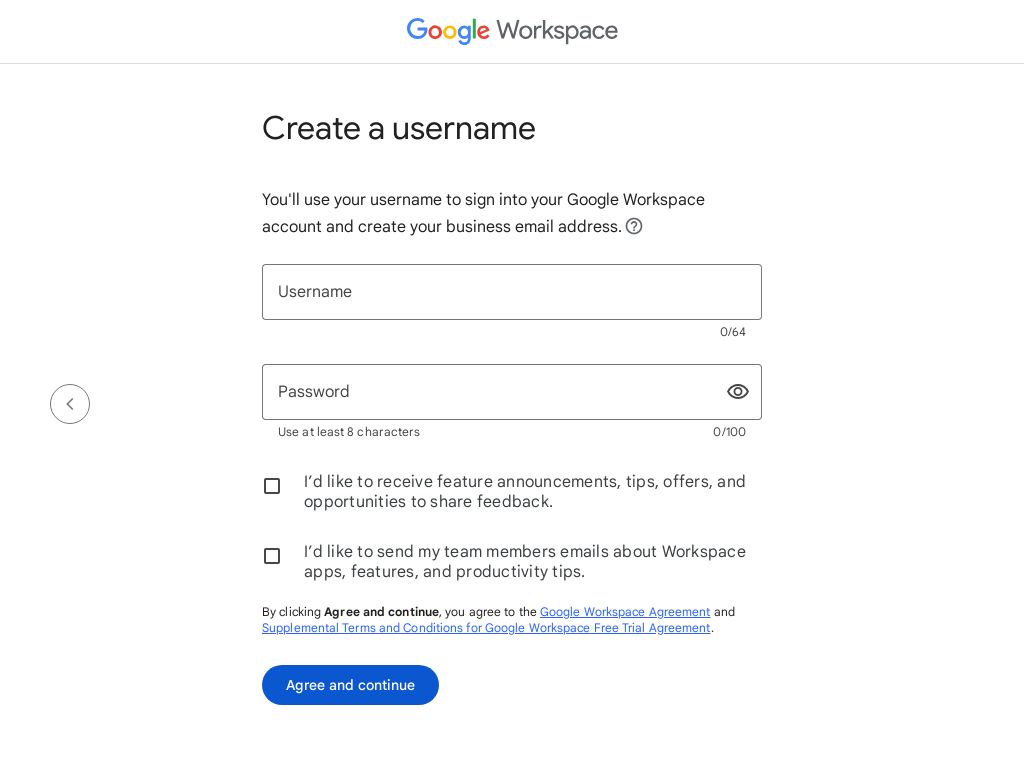 Google Workspace
Create a username
You'll use your username to sign into your Google Workspace
account and create your business email address.
Username
0/64
Password
Use at least 8 characters
0/100
I’d like to receive feature announcements, tips, offers, and
opportunities to share feedback.
I’d like to send my team members emails about Workspace
apps, features, and productivity tips.
By clicking Agree and continue, you agree to the Google Workspace Agreement and
Supplemental Terms and Conditions for Google Workspace Free Trial Agreement.
Agree and continue